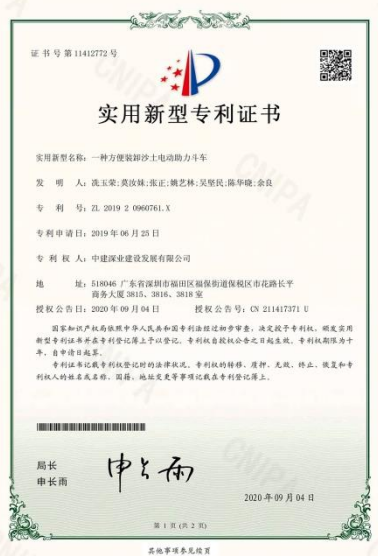 证书号第11412772号
CNIPA
实用新型专利证书
实用新型名称：一种方便装卸沙土电动助力斗车
发 明 人：冼玉荣;莫汝妹;张正;姚艺林;吴坚民;陈华晓;余良
专 利 号：ZL 2019 2 0960761.X
专利申请日：2019年06月25日
专 利 权 人：中建深业建设发展有限公司
地 址：518046 广东省深圳市福田区福保街道保税区市花路长平
商务大厦3815、3816、3818室
授权公告日：2020年09月04日 授权公告号：CN 211417371 U
国家知识产权局依照中华人民共和国专利法经过初步审查，决定授予专利权，颁发实用
新型专利证书并在专利登记簿上予以登记。专利权自授权公告之日起生效。专利权期限为十
年，自申请日起算。
专利证书记载专利权登记时的法律状况。专利权的转移、质押、无效、终止、恢复和专
利权人的姓名或名称、国籍、地址变更等事项记载在专利登记簿上。
局长
申长雨
申长雨
2020年09月04日
第 1 页 (共 2 页)
其他事项参见续页